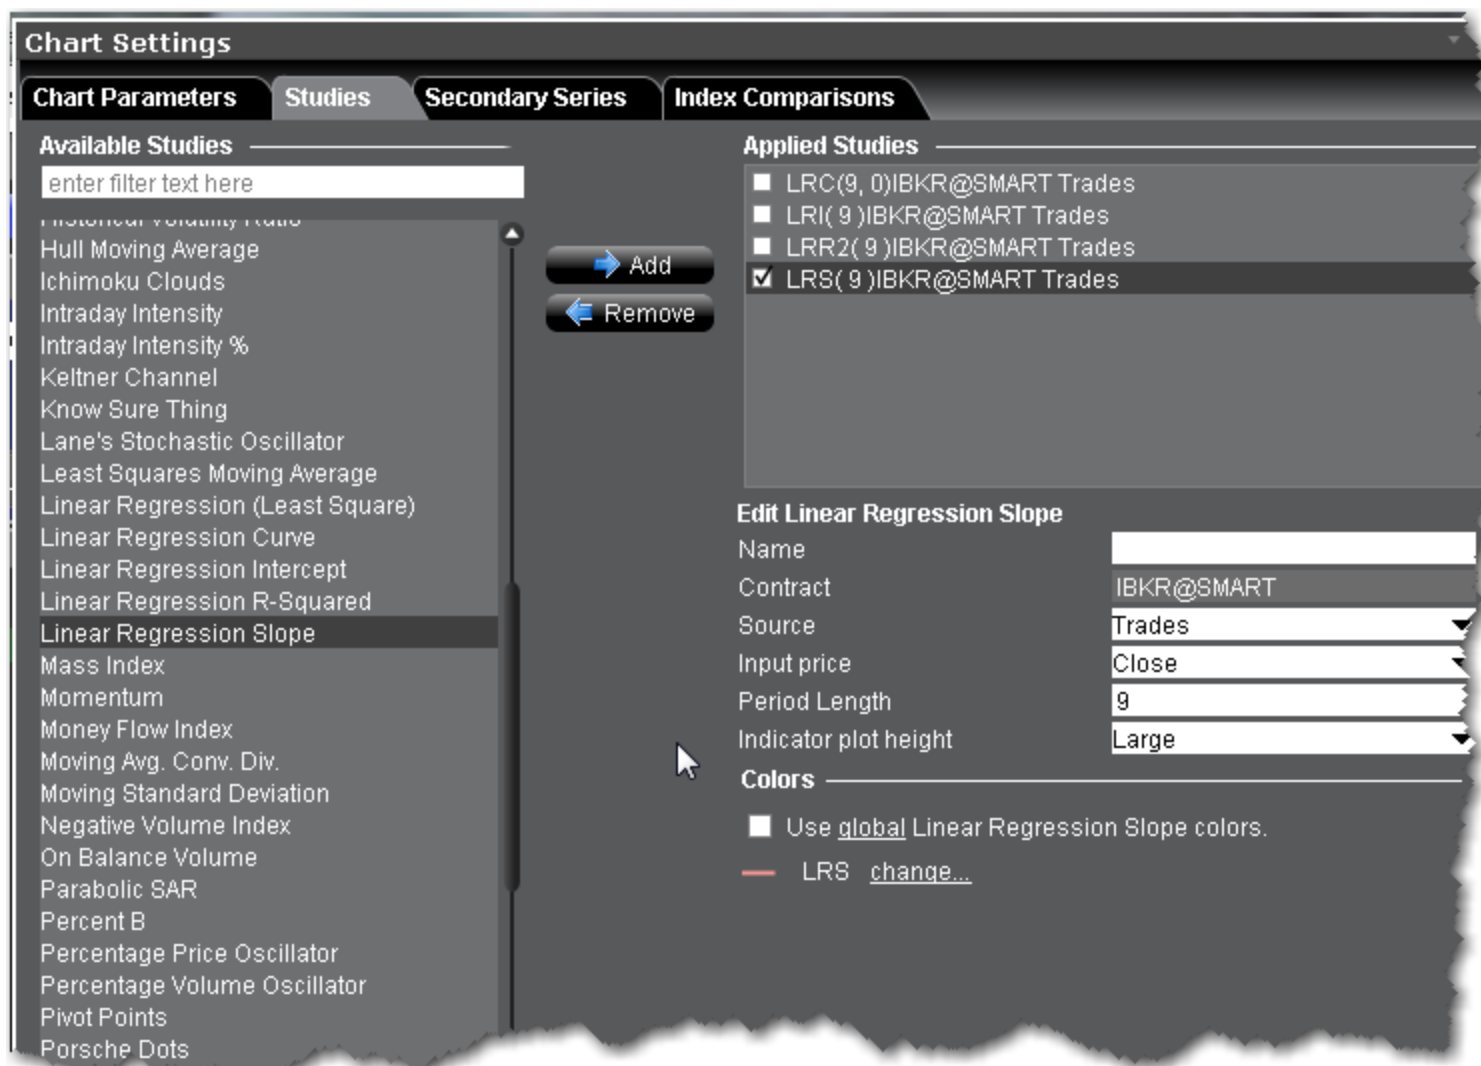 Chart Settings
Chart Parameters
Studies
Secondary Series
Index Comparisons
Available Studies
enter filter text here
Historical Volatility Ratio
Hull Moving Average
Ichimoku Clouds
Intraday Intensity
Intraday Intensity %
Keltner Channel
Know Sure Thing
Lane's Stochastic Oscillator
Least Squares Moving Average
Linear Regression (Least Square)
Linear Regression Curve
Linear Regression Intercept
Linear Regression R-Squared
Linear Regression Slope
Mass Index
Momentum
Money Flow Index
Moving Avg. Conv. Div.
Moving Standard Deviation
Negative Volume Index
On Balance Volume
Parabolic SAR
Percent B
Percentage Price Oscillator
Percentage Volume Oscillator
Pivot Points
Porsche Dots
Add
Remove
Applied Studies
LRC(9, 0)IBKR@SMART Trades
LRI( 9 )IBKR@SMART Trades
LRR2( 9 )IBKR@SMART Trades
LRS( 9 )IBKR@SMART Trades
Edit Linear Regression Slope
Name
Contract IBKR@SMART
Source Trades
Input price Close
Period Length 9
Indicator plot height Large
Colors
Use global Linear Regression Slope colors.
LRS change...